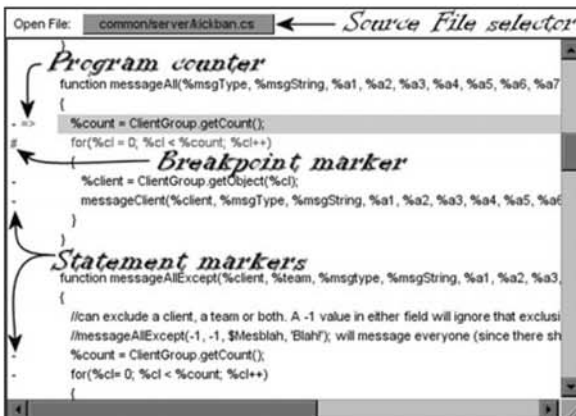 Open File: common/server/kickban.cs Source File selector
}
Program counter
function messageAll(%msgType, %msgString, %a1, %a2, %a3, %a4, %a5, %a6, %a7
{
- => %count = ClientGroup.getCount();
# for(%cl = 0; %cl < %count; %cl++)
{
Breakpoint marker
- %client = ClientGroup.getObject(%cl);
- messageClient(%client, %msgType, %msgString, %a1, %a2, %a3, %a4, %a5, %a6
}
}
Statement markers
function messageAllExcept(%client, %team, %msgtype, %msgString, %a1, %a2, %a3,
{
//can exclude a client, a team or both. A -1 value in either field will ignore that exclusi
//messageAllExcept(-1, -1, $Mesblah, 'Blah!'); will message everyone (since there sh
- %count = ClientGroup.getCount();
- for(%cl= 0; %cl < %count; %cl++)
{